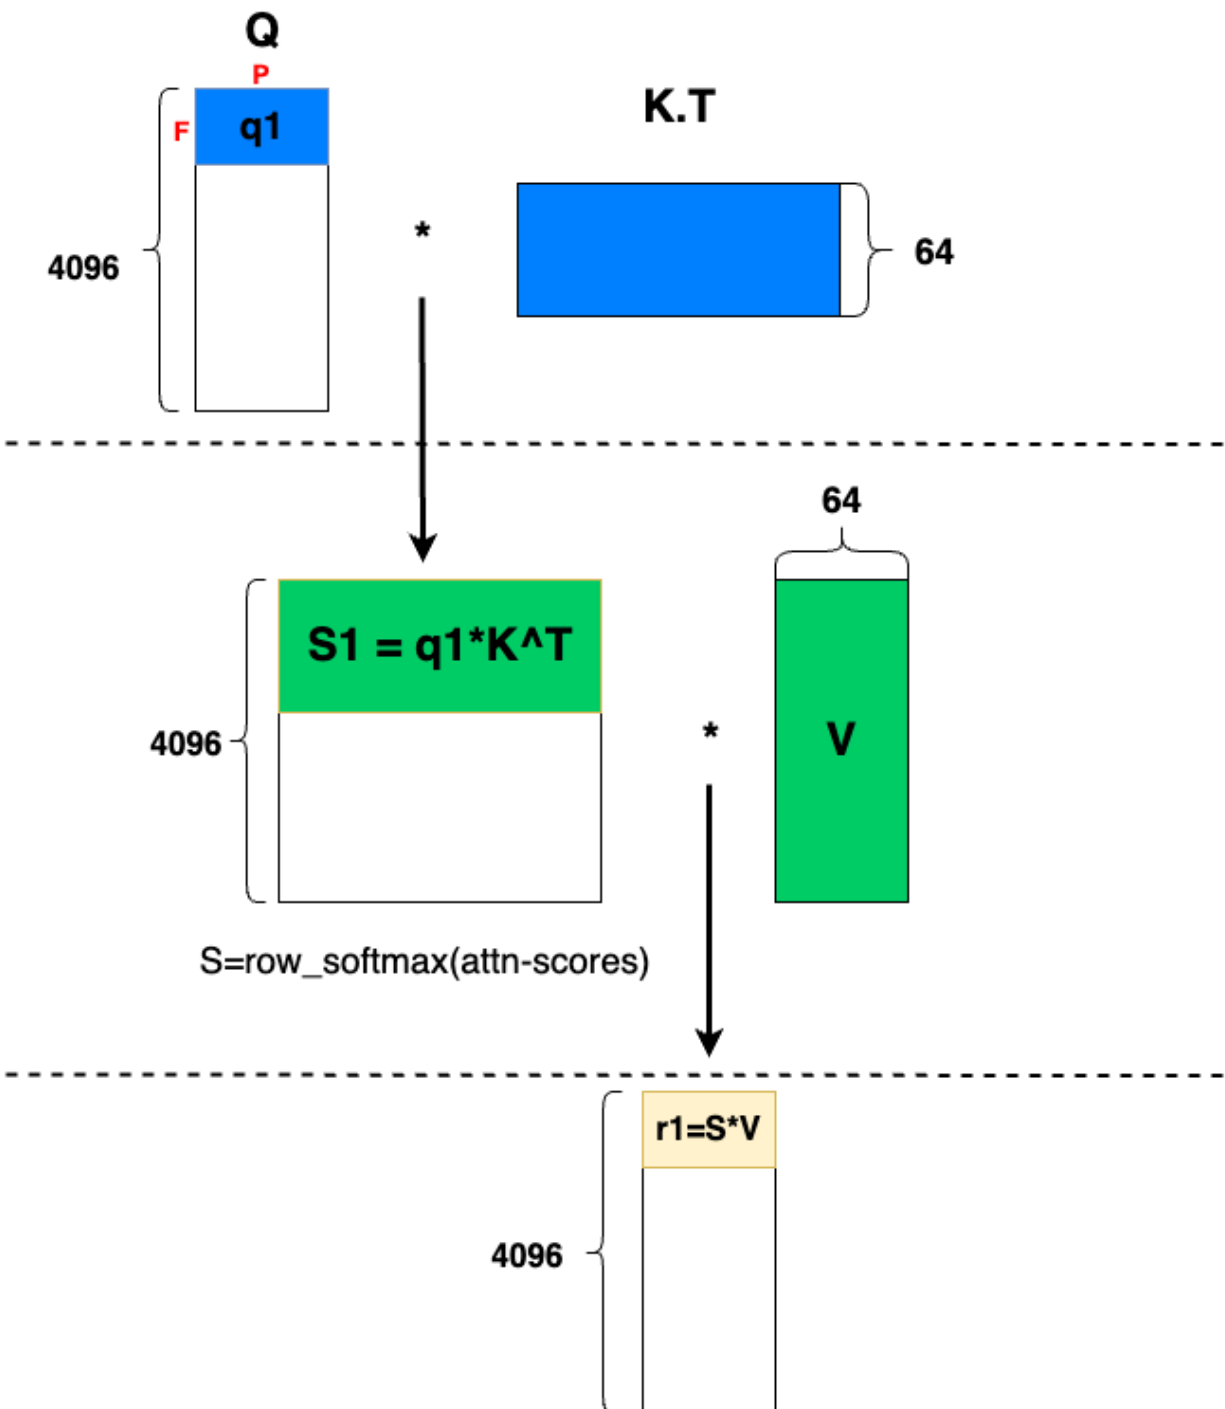 Q
P
F
q1
K.T
*
4096
64
64
S1 = q1*K^T
4096
*
V
S=row_softmax(attn-scores)
r1=S*V
4096